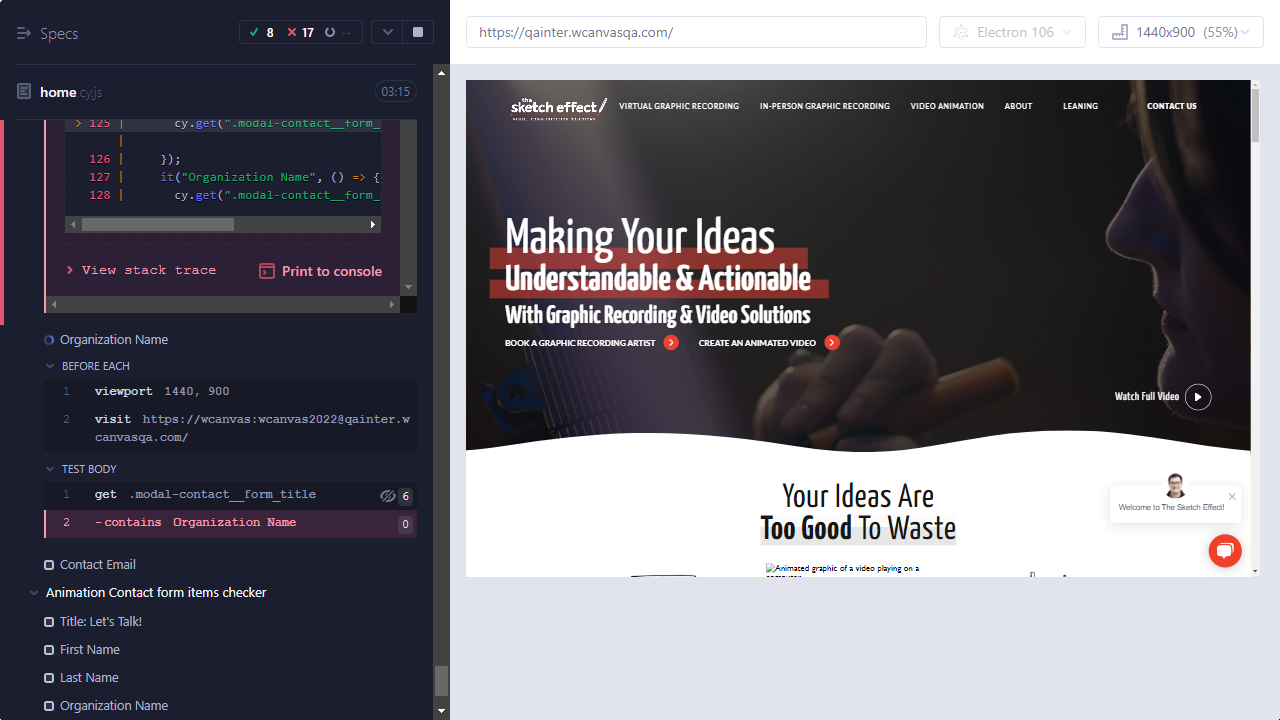 Specs
8
17
--
https://qainter.wcanvasqa.com/
Electron 106
1440x900 (55%)
home.cy.js
03:15
> 125 | cy.get(".modal-contact__form_
|
126 | });
127 | it("Organization Name", () => {
128 | cy.get(".modal-contact__form_
View stack trace
Print to console
Organization Name
BEFORE EACH
1 viewport 1440, 900
2 visit https://wcanvas:wcanvas2022@qainter.w
canvasqa.com/
TEST BODY
1 get .modal-contact__form_title 6
2 -contains Organization Name 0
Contact Email
Animation Contact form items checker
Title: Let's Talk!
First Name
Last Name
Organization Name
the
sketch effect/
VISUAL COMMUNICATION SOLUTIONS
VIRTUAL GRAPHIC RECORDING
IN-PERSON GRAPHIC RECORDING
VIDEO ANIMATION
ABOUT
LEANING
CONTACT US
Making Your Ideas
Understandable & Actionable
With Graphic Recording & Video Solutions
BOOK A GRAPHIC RECORDING ARTIST
CREATE AN ANIMATED VIDEO
Watch Full Video
Your Ideas Are
Too Good To Waste
Welcome to The Sketch Effect!
Animated graphic of a video playing on a
computer